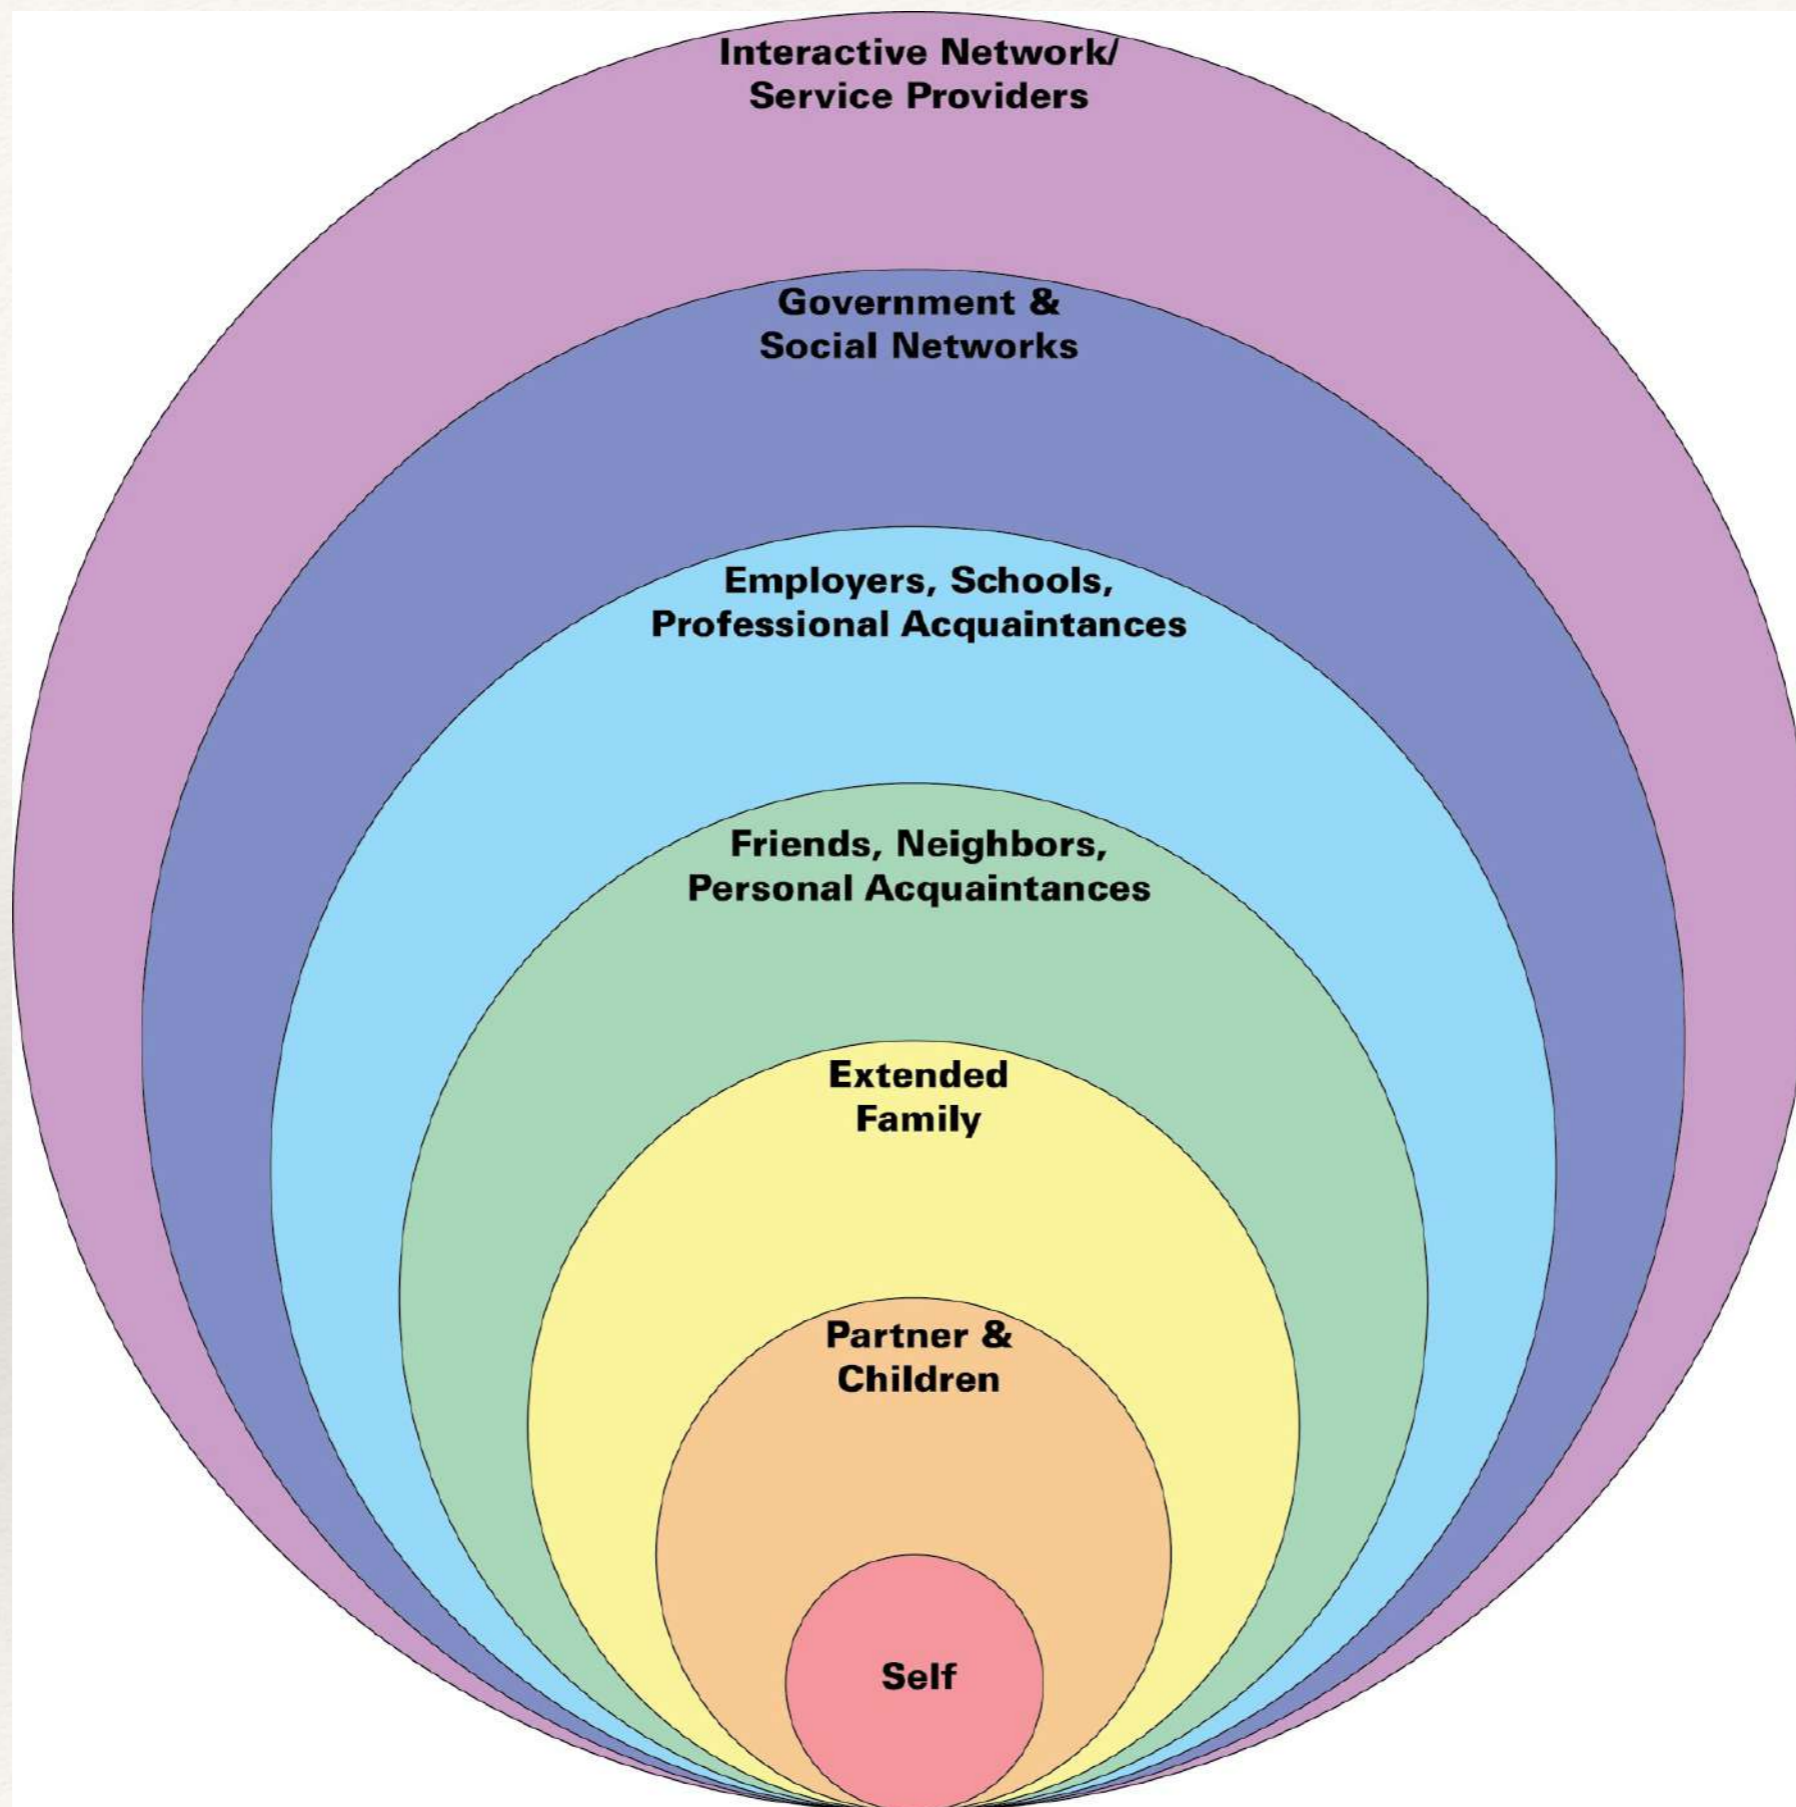 Interactive Network/
Service Providers
Government &
Social Networks
Employers, Schools,
Professional Acquaintances
Friends, Neighbors,
Personal Acquaintances
Extended
Family
Partner &
Children
Self